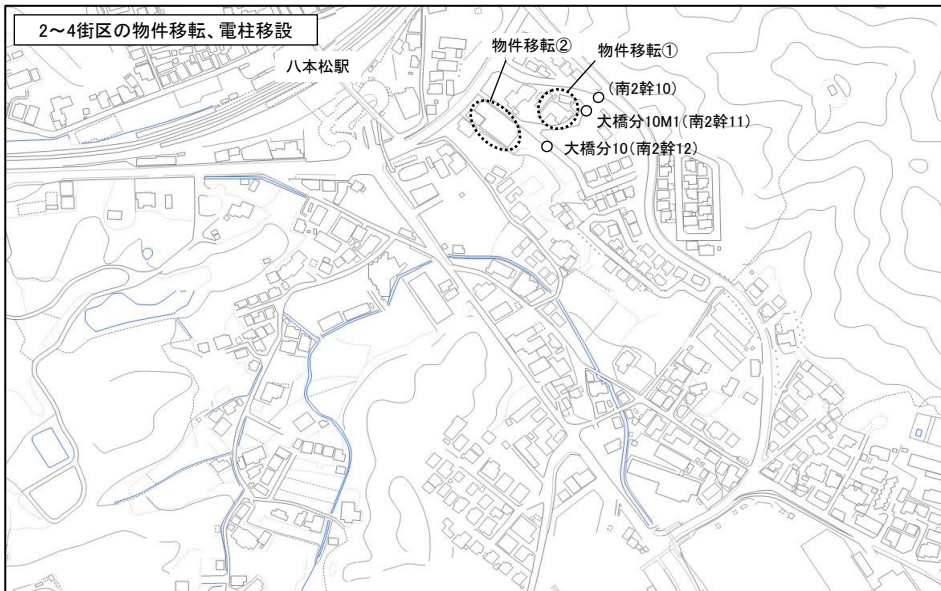 2～4街区の物件移転、電柱移設
八本松駅
物件移転②
物件移転①
(南2幹10)
大橋分10M1(南2幹11)
大橋分10(南2幹12)